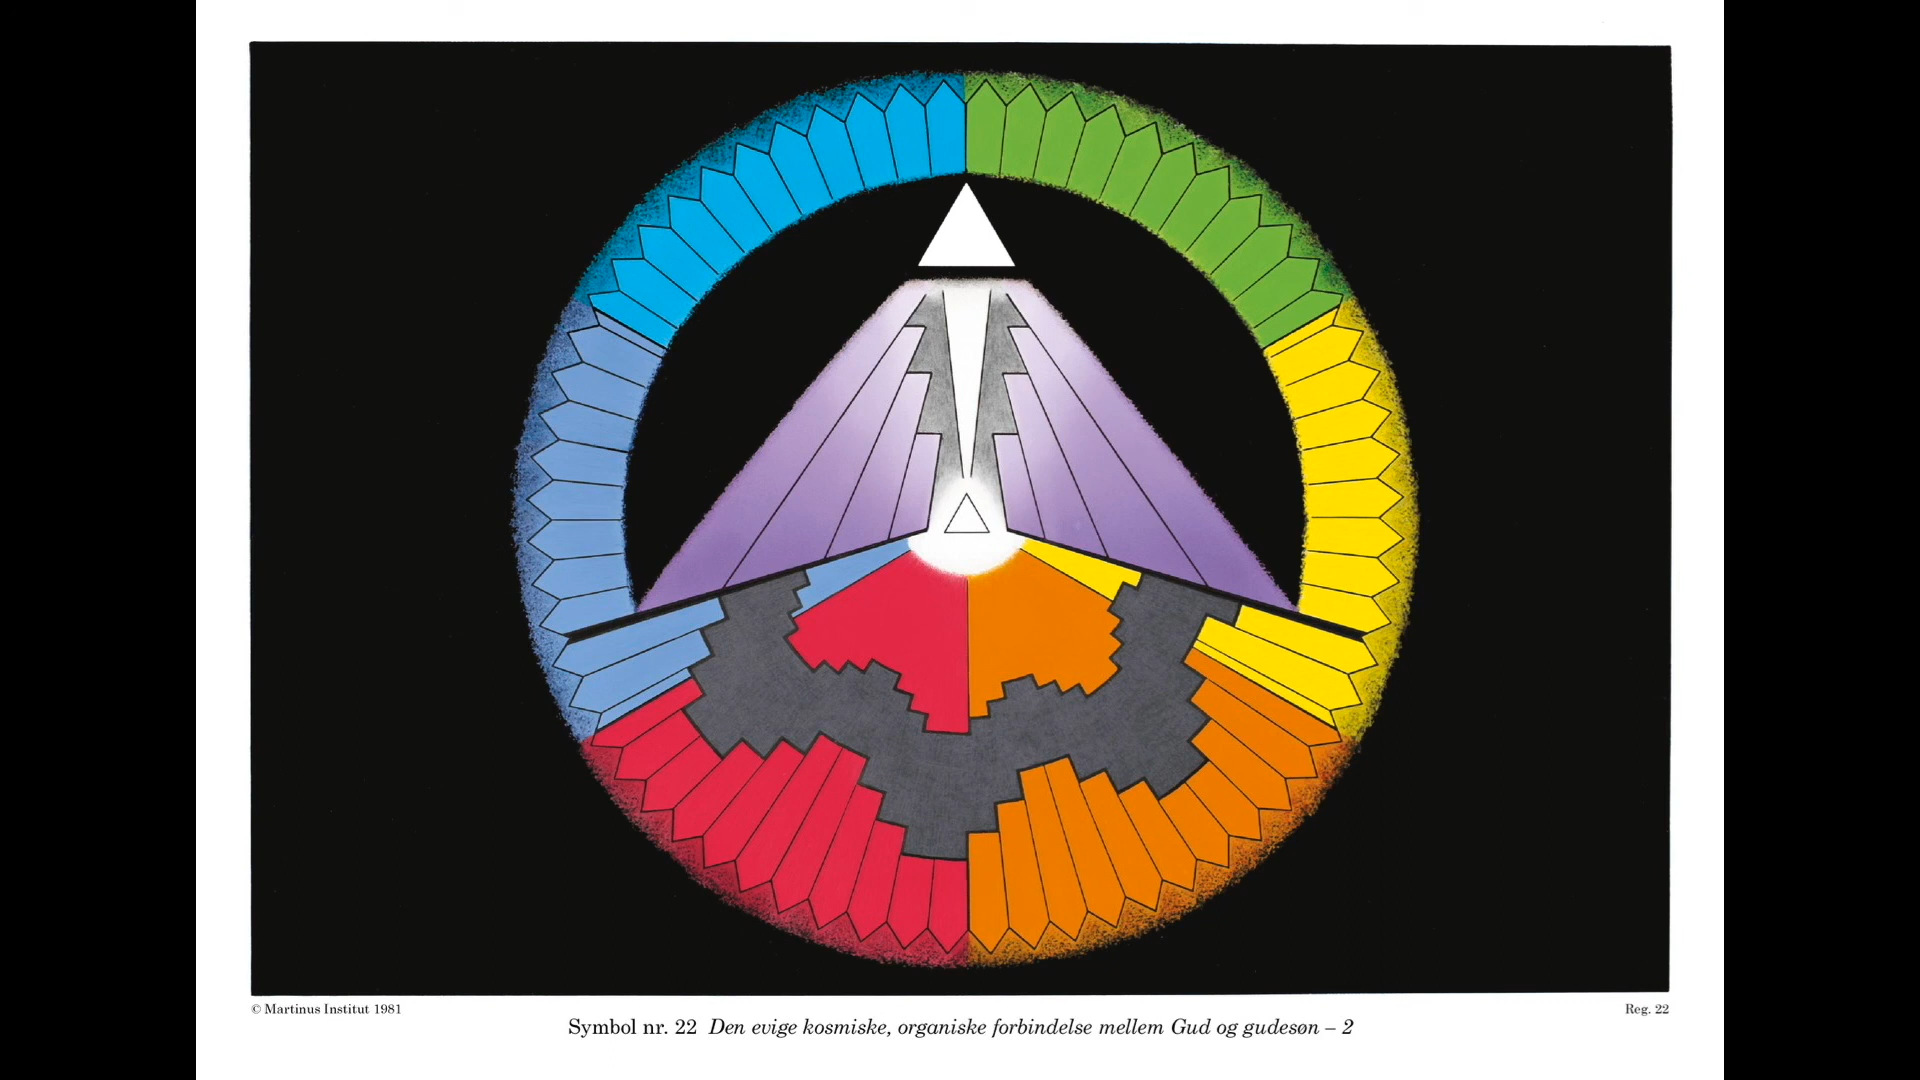 © Martinus Institut 1981
Reg. 22
Symbol nr. 22 Den evige kosmiske, organiske forbindelse mellem Gud og gudesøn – 2